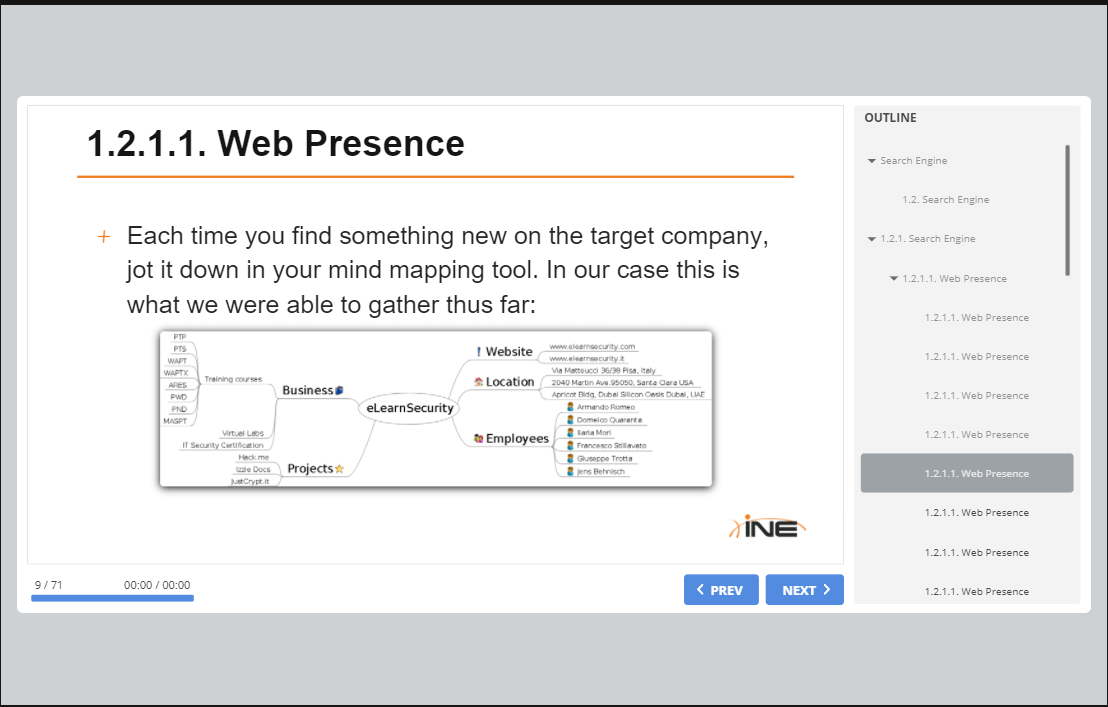 1.2.1.1. Web Presence
+ Each time you find something new on the target company,
jot it down in your mind mapping tool. In our case this is
what we were able to gather thus far:
PTP
PTS
WAPT
WAPTX
ARES
PWD
PND
MASPT
Training courses
Virtual Labs
IT Security Certification
Business
Hack.me
Izzie Docs
JustCrypt.it
Projects
eLearnSecurity
Website
www.elearnsecurity.com
www.elearnsecurity.it
Location
Via Matteucci 36/38 Pisa, Italy
2040 Martin Ave.95050, Santa Clara USA
Apricot Bldg, Dubai Silicon Oasis Dubai, UAE
Employees
Armando Romeo
Domeico Quarente
Ilaria Mori
Francesco Stillavato
Giuseppe Trotta
Jens Behnisch
INE
9 / 71
00:00 / 00:00
PREV
NEXT
OUTLINE
Search Engine
1.2. Search Engine
1.2.1. Search Engine
1.2.1.1. Web Presence
1.2.1.1. Web Presence
1.2.1.1. Web Presence
1.2.1.1. Web Presence
1.2.1.1. Web Presence
1.2.1.1. Web Presence
1.2.1.1. Web Presence
1.2.1.1. Web Presence
1.2.1.1. Web Presence